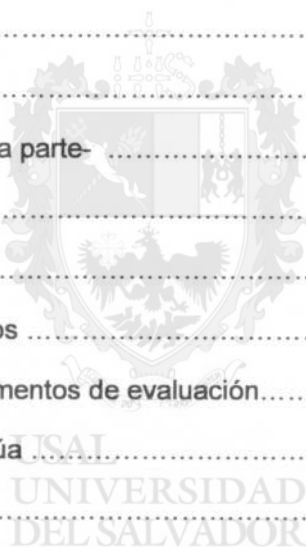 ........................
........................
a parte- ........................
........................
........................
os ........................
mentos de evaluación........
úa ........................
USAL
UNIVERSIDAD
........................
DEL SALVADOR